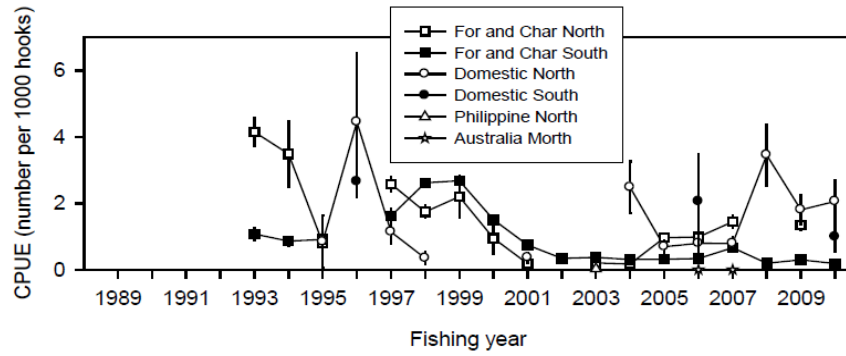 For and Char North
For and Char South
Domestic North
Domestic South
Philippine North
Australia Morth
CPUE (number per 1000 hooks)
6
4
2
0
1989 1991 1993 1995 1997 1999 2001 2003 2005 2007 2009
Fishing year